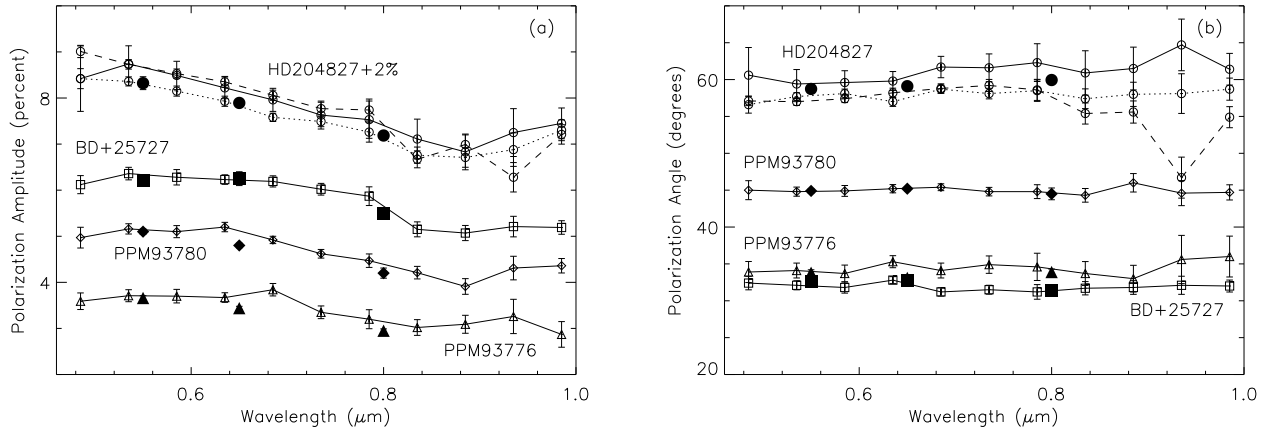 (a)
HD204827+2%
8
BD+25727
PPM93780
4
PPM93776
0.6
0.8
1.0
Wavelength (μm)
Polarization Amplitude (percent)
(b)
HD204827
60
PPM93780
40
PPM93776
BD+25727
20
0.6
0.8
1.0
Wavelength (μm)
Polarization Angle (degrees)